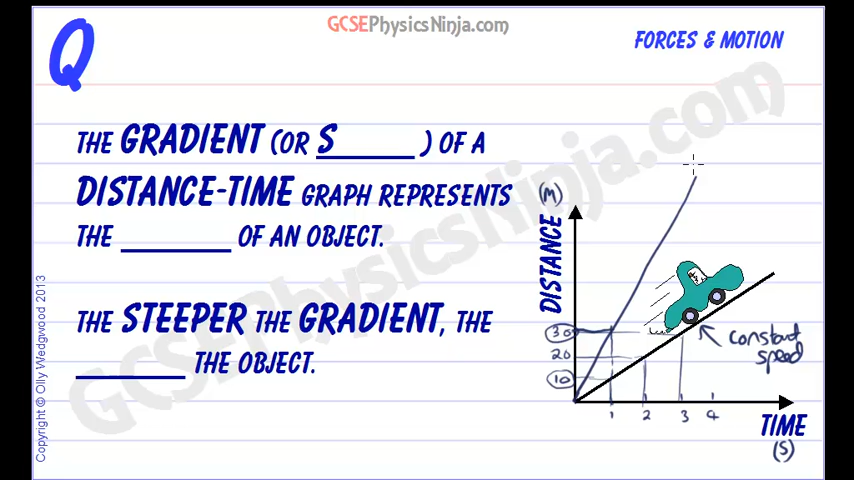 GCSEPhysicsNinja.com
Q
FORCES & MOTION
THE GRADIENT (OR S______ ) OF A
DISTANCE-TIME GRAPH REPRESENTS
THE ________ OF AN OBJECT.
THE STEEPER THE GRADIENT, THE
________ THE OBJECT.
(M)
DISTANCE
30
20
10
1 2 3 4
constant
speed
TIME
(S)
Copyright © Olly Wedgwood 2013
GCSEPhysicsNinja.com